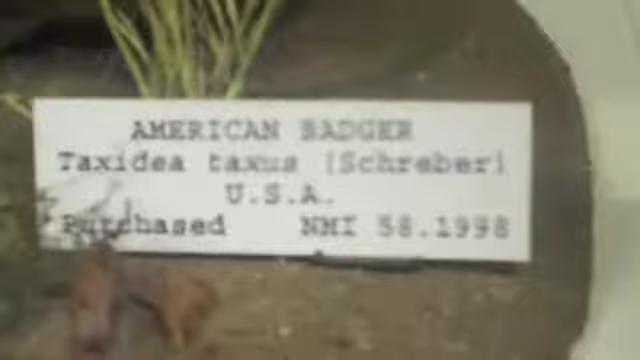 AMERICAN BADGER
Taxidea taxus (Schreber)
U.S.A.
Purchased NMI 58.1998